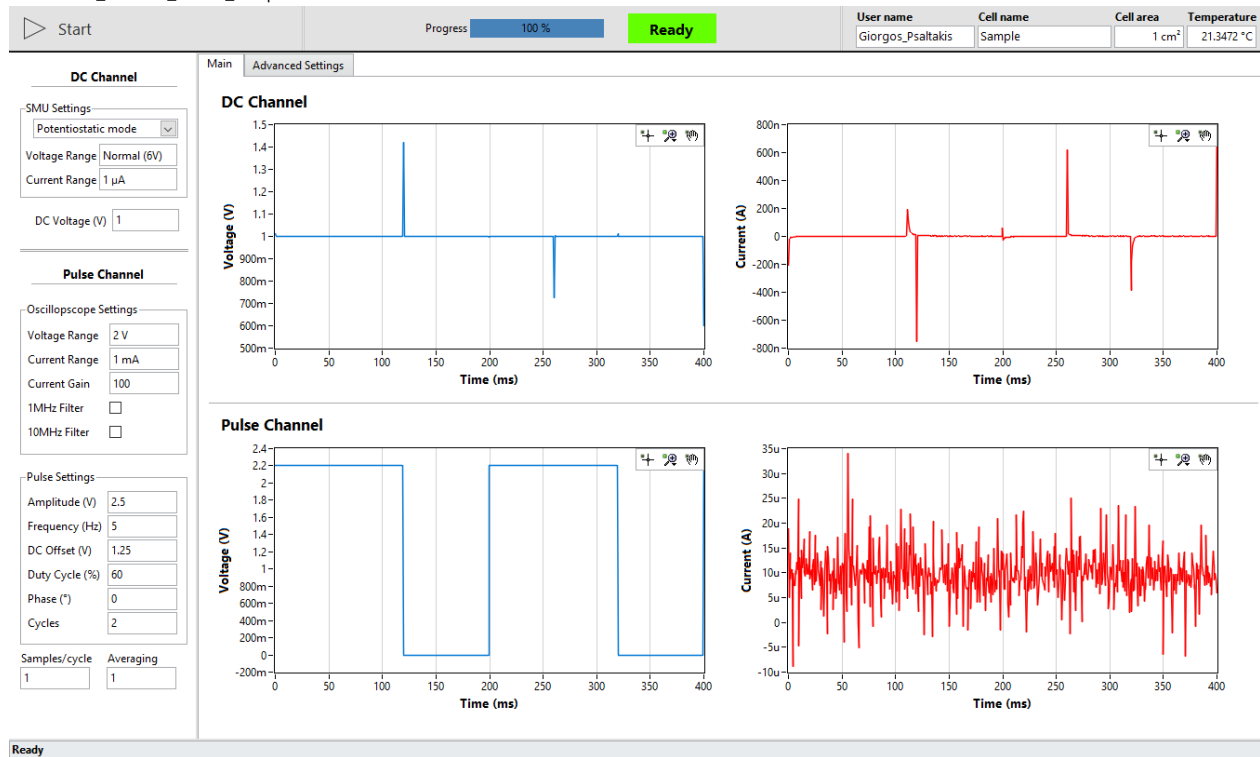 Start
Progress 100 % Ready
User name Cell name Cell area Temperature
Giorgos_Psaltakis Sample 1 cm² 21.3472 °C
Main Advanced Settings
DC Channel
SMU Settings
Potentiostatic mode
Voltage Range Normal (6V)
Current Range 1 µA
DC Voltage (V) 1
Pulse Channel
Oscillopscope Settings
Voltage Range 2 V
Current Range 1 mA
Current Gain 100
1MHz Filter
10MHz Filter
Pulse Settings
Amplitude (V) 2.5
Frequency (Hz) 5
DC Offset (V) 1.25
Duty Cycle (%) 60
Phase (°) 0
Cycles 2
Samples/cycle Averaging
1 1
DC Channel
Voltage (V)
1.5
1.4
1.3
1.2
1.1
1
900m
800m
700m
600m
500m
0 50 100 150 200 250 300 350 400
Time (ms)
Current (A)
800n
600n
400n
200n
0
-200n
-400n
-600n
-800n
0 50 100 150 200 250 300 350 400
Time (ms)
Pulse Channel
Voltage (V)
2.4
2.2
2
1.8
1.6
1.4
1.2
1
800m
600m
400m
200m
0
-200m
0 50 100 150 200 250 300 350 400
Time (ms)
Current (A)
35u
30u
25u
20u
15u
10u
5u
0
-5u
-10u
0 50 100 150 200 250 300 350 400
Time (ms)
Ready